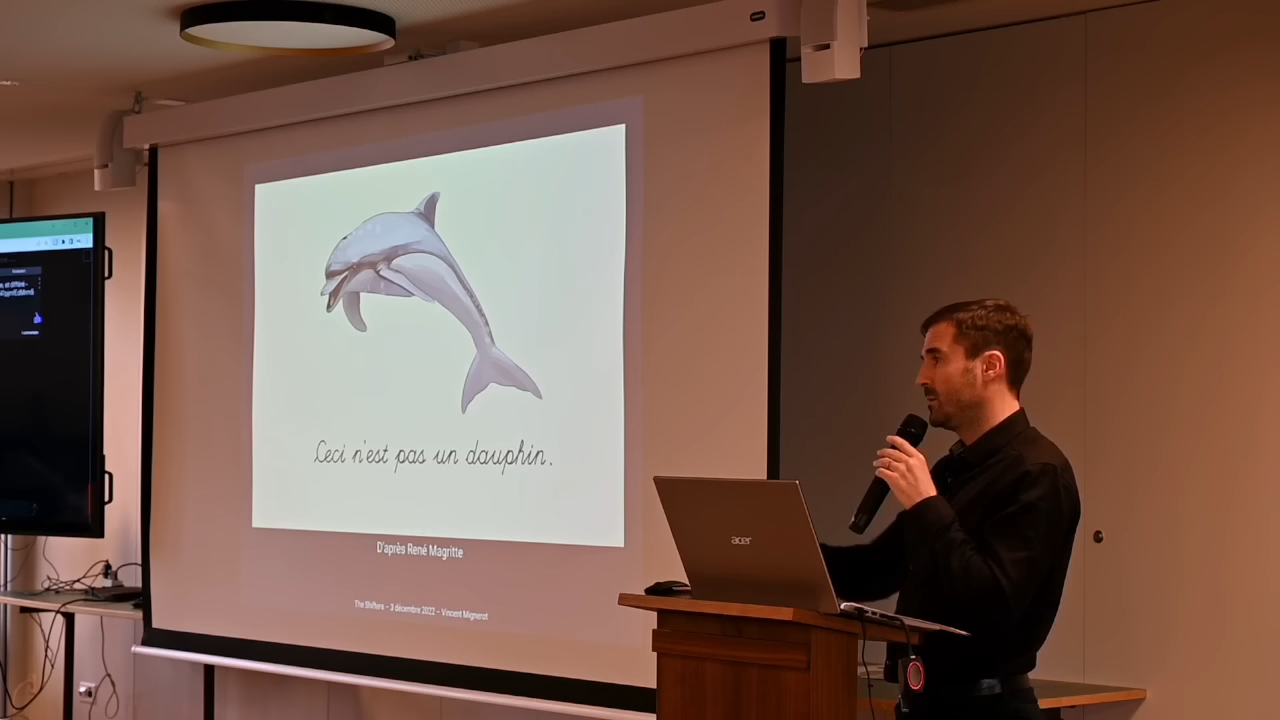 Ceci n'est pas un dauphin.
D'après René Magritte
The Shifters - 3 décembre 2022 - Vincent Mignerot
acer